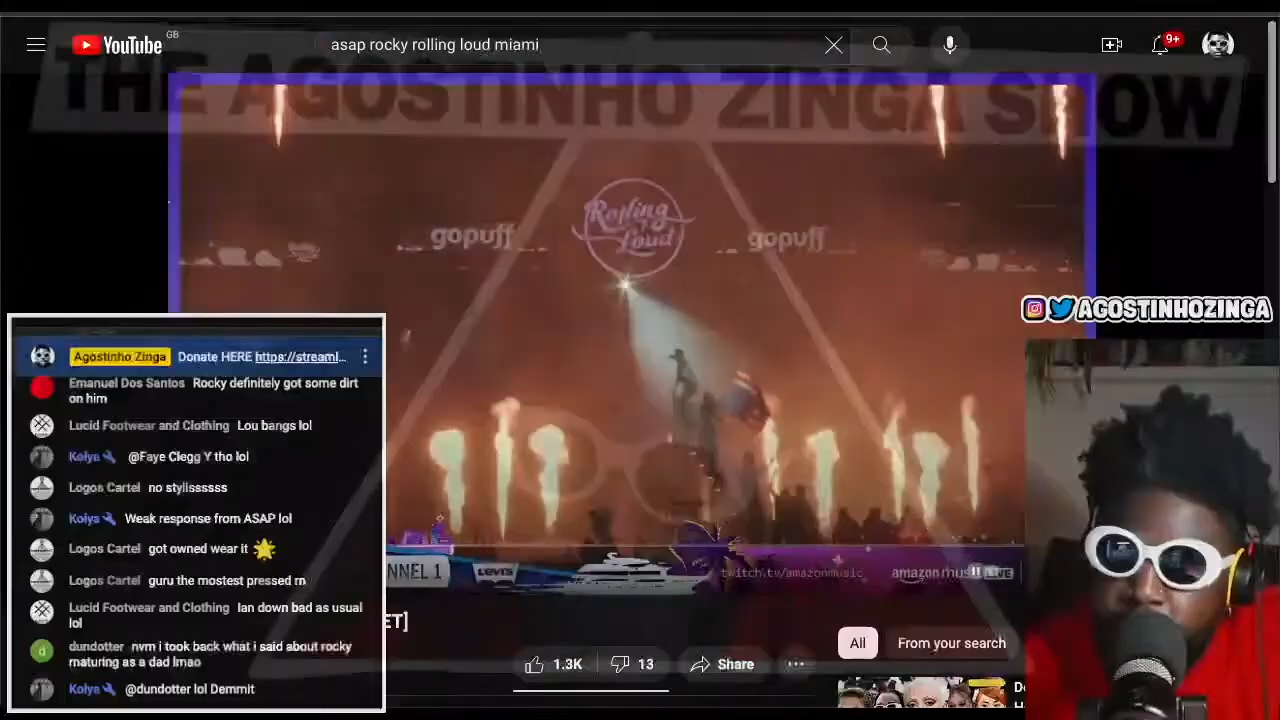 YouTube GB
asap rocky rolling loud miami
9+
THE AGOSTINHO ZINGA SHOW
Rolling
Loud
gopuff
gopuff
AGOSTINHOZINGA
Agostinho Zinga Donate HERE https://streaml...
Emanuel Dos Santos Rocky definitely got some dirt
on him
Lucid Footwear and Clothing Lou bangs lol
Kolya @Faye Clegg Y tho lol
Logos Cartel no stylissssss
Kolya Weak response from ASAP lol
Logos Cartel got owned wear it
Logos Cartel guru the mostest pressed rn
Lucid Footwear and Clothing Ian down bad as usual
lol
d dundotter nvm i took back what i said about rocky
maturing as a dad lmao
Kolya @dundotter lol Demmit
NNEL 1
LEVI'S
twitch.tv/amazonmusic
amazon music LIVE
ET]
All
From your search
1.3K
13
Share